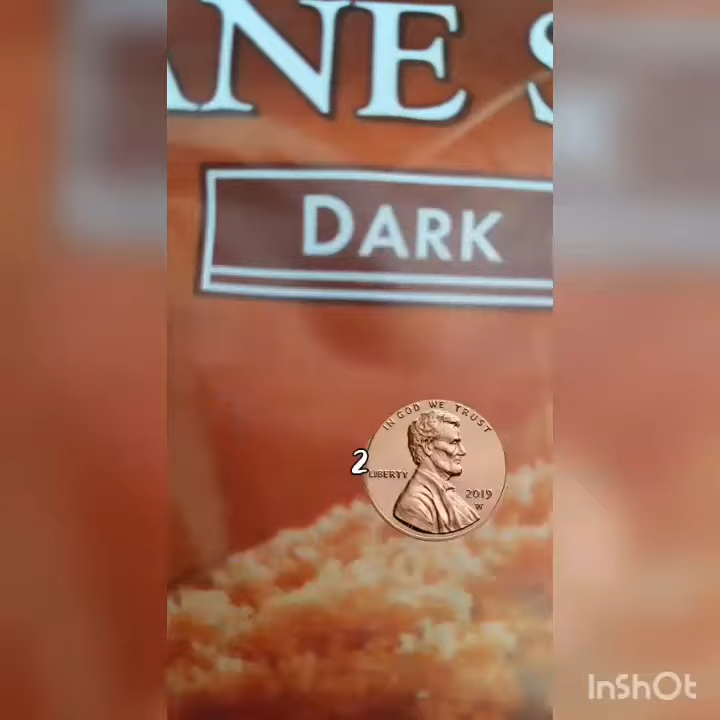 ANE S
DARK
IN GOD WE TRUST
2
LIBERTY
2019
W
InShOt